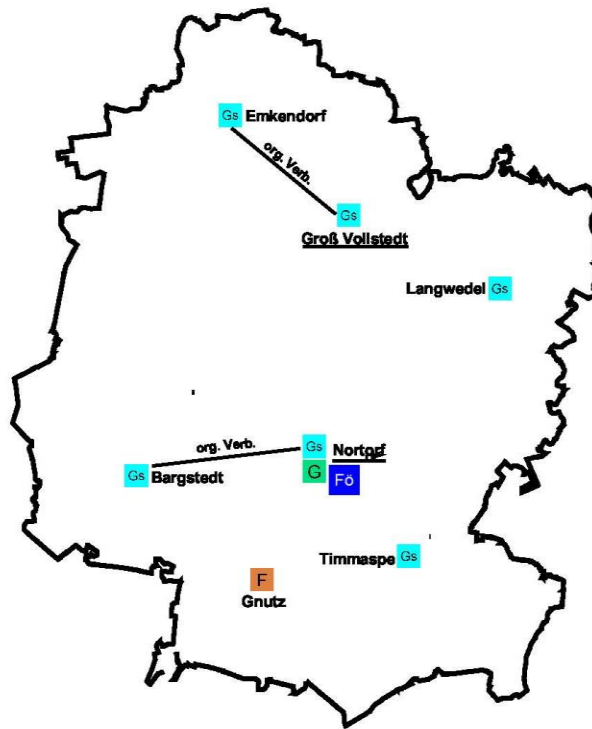 Gs Emkendorf
org. Verb.
Gs
Groß Vollstedt
Langwedel Gs
org. Verb.
Gs Nortorf
Gs Bargstedt
G Fö
Timmaspe Gs
F
Gnutz